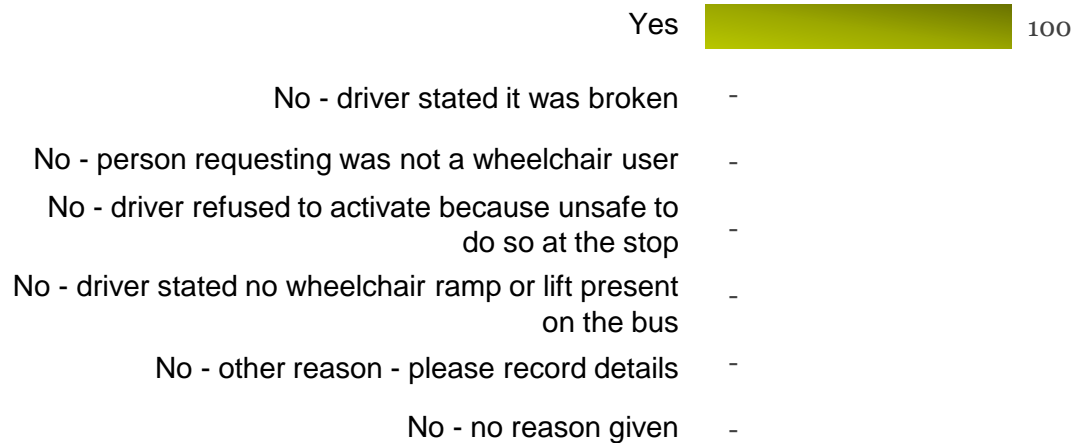 Yes 100
No - driver stated it was broken -
No - person requesting was not a wheelchair user -
No - driver refused to activate because unsafe to
do so at the stop -
No - driver stated no wheelchair ramp or lift present
on the bus -
No - other reason - please record details -
No - no reason given -